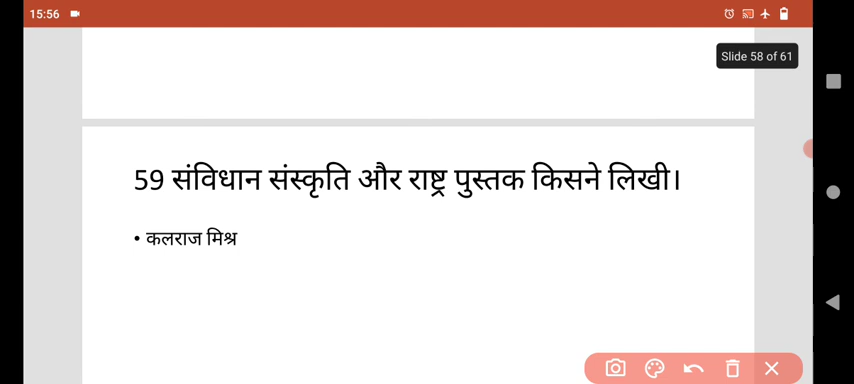 15:56
Slide 58 of 61
59 संविधान संस्कृति और राष्ट्र पुस्तक किसने लिखी।
• कलराज मिश्र